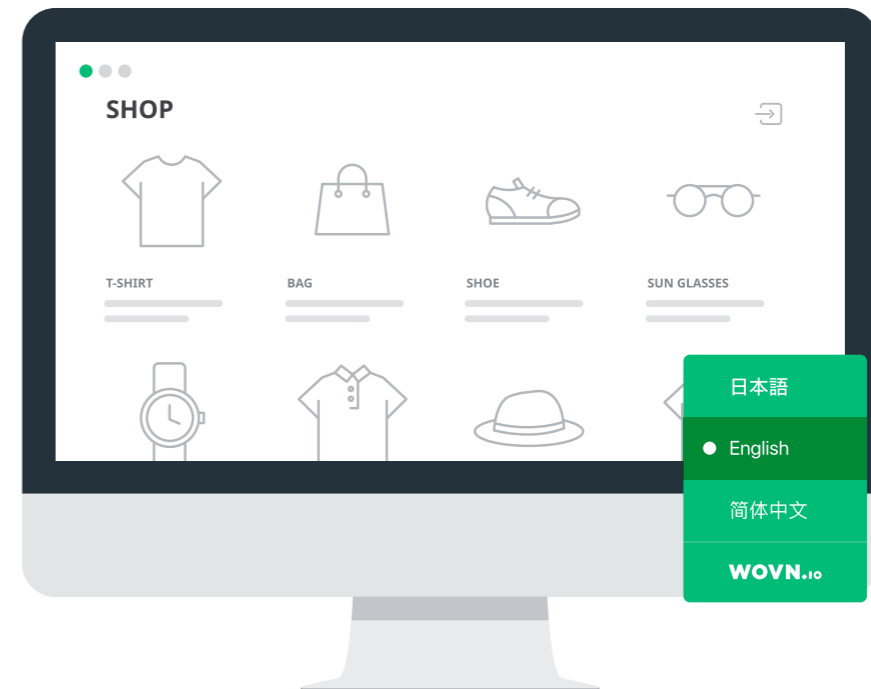 SHOP
T-SHIRT BAG SHOE SUN GLASSES
日本語
English
简体中文
WOVN.io